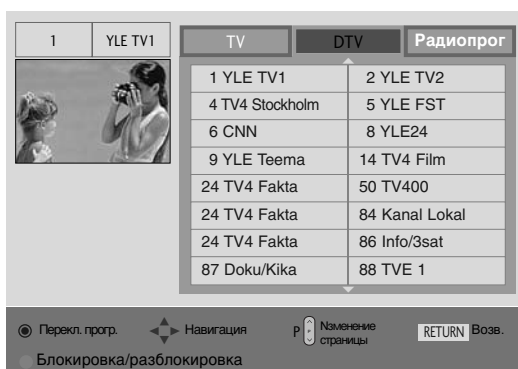 1 YLE TV1
TV DTV Радиопрог
1 YLE TV1 2 YLE TV2
4 TV4 Stockholm 5 YLE FST
6 CNN 8 YLE24
9 YLE Teema 14 TV4 Film
24 TV4 Fakta 50 TV400
24 TV4 Fakta 84 Kanal Lokal
24 TV4 Fakta 86 Info/3sat
87 Doku/Kika 88 TVE 1
Перекл. прогр. Навигация P P Nзменение RETURN Возв.
страницы
Блокировка/разблокировка